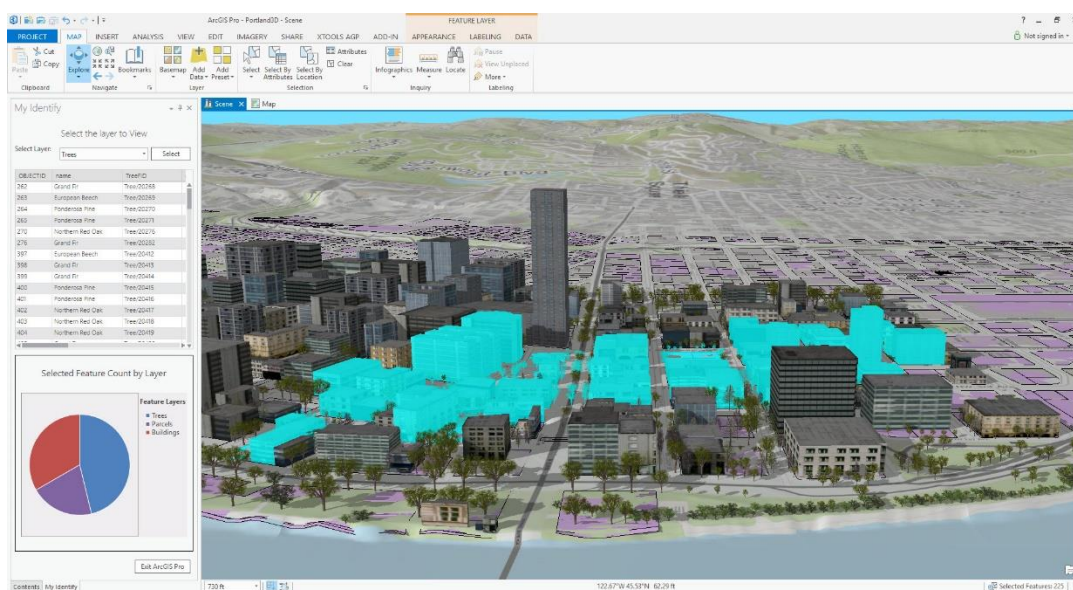 ArcGIS Pro - Portland3D - Scene
FEATURE LAYER
PROJECT MAP INSERT ANALYSIS VIEW EDIT IMAGERY SHARE XTOOLS AGP ADD-IN APPEARANCE LABELING DATA
Not signed in
Paste
Cut
Copy
Explore
Bookmarks
Basemap
Add Data
Add Preset
Select
Select By Attributes
Select By Location
Attributes
Clear
Infographics
Measure
Locate
Pause
View Unplaced
More
Clipboard Navigate Layer Selection Inquiry Labeling
My Identify
Scene Map
Select the layer to View
Select Layer: Trees Select
OBJECTID name TreeFID
262 Grand Fir Tree/20268
263 European Beech Tree/20269
264 Ponderosa Pine Tree/20270
265 Ponderosa Pine Tree/20271
270 Northern Red Oak Tree/20276
276 Grand Fir Tree/20282
397 European Beech Tree/20412
398 Grand Fir Tree/20413
399 Grand Fir Tree/20414
400 Ponderosa Pine Tree/20415
401 Ponderosa Pine Tree/20416
402 Northern Red Oak Tree/20417
403 Northern Red Oak Tree/20418
404 Northern Red Oak Tree/20419
Selected Feature Count by Layer
Feature Layers
Trees
Parcels
Buildings
Exit ArcGIS Pro
Contents My Identify
730 ft
122.67°W 45.53°N 62.29 ft
Selected Features: 225